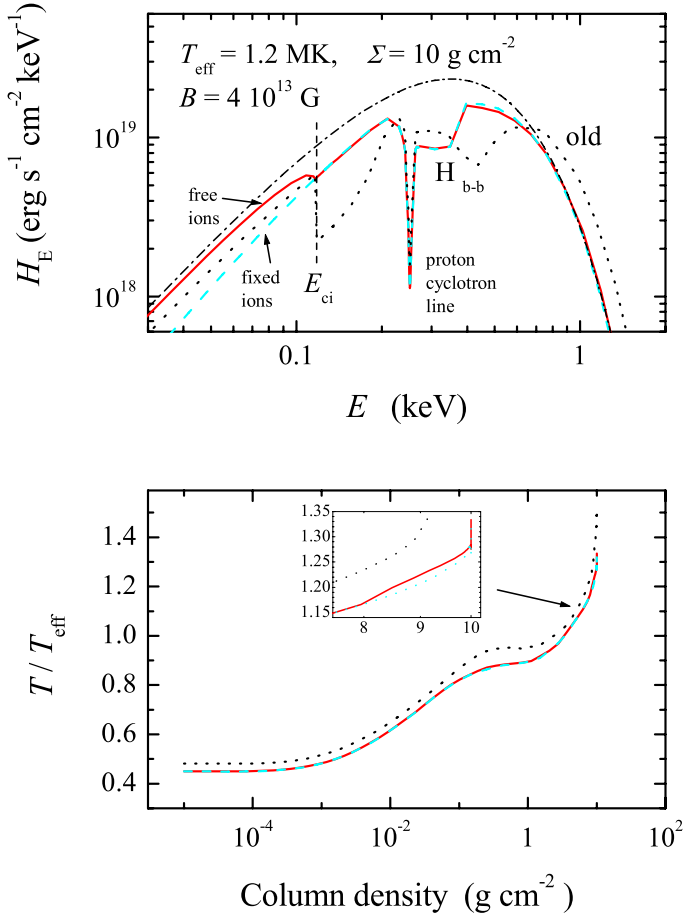 T_eff = 1.2 MK, Σ = 10 g cm^-2
B = 4 10^13 G
old
H_b-b
free
ions
fixed
ions
E_ci
proton
cyclotron
line
10^19
10^18
H_E (erg s^-1 cm^-2 keV^-1)
0.1
1
E (keV)
1.35
1.30
1.25
1.20
1.15
8
9
10
1.4
1.2
1.0
0.8
0.6
0.4
T / T_eff
10^-4
10^-2
1
10^2
Column density (g cm^-2)